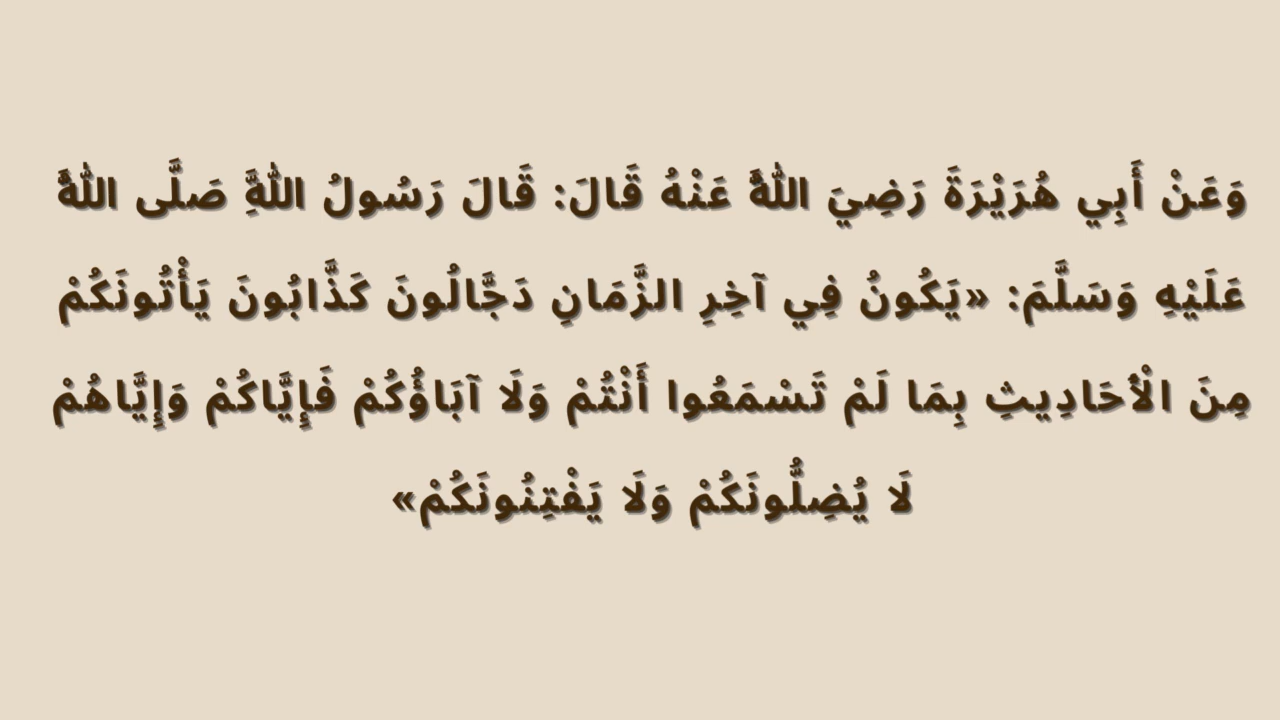 وَعَنْ أَبِي هُرَيْرَةَ رَضِيَ اللَّهُ عَنْهُ قَالَ: قَالَ رَسُولُ اللَّهِ صَلَّى اللَّهُ
عَلَيْهِ وَسَلَّمَ: «يَكُونُ فِي آخِرِ الزَّمَانِ دَجَّالُونَ كَذَّابُونَ يَأْتُونَكُمْ
مِنَ الْأَحَادِيثِ بِمَا لَمْ تَسْمَعُوا أَنْتُمْ وَلَا آبَاؤُكُمْ فَإِيَّاكُمْ وَإِيَّاهُمْ
لَا يُضِلُّونَكُمْ وَلَا يَفْتِنُونَكُمْ»